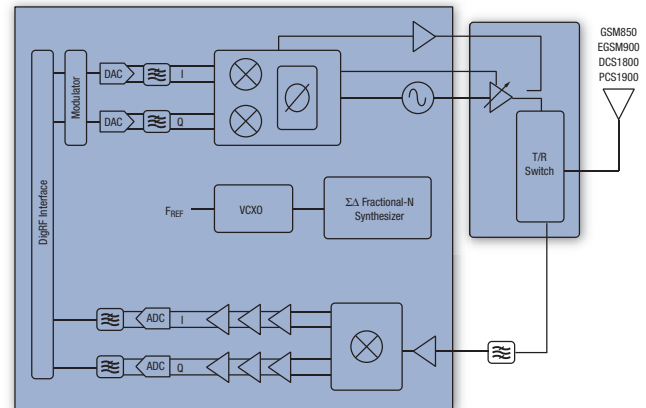 GSM850
EGSM900
DCS1800
PCS1900
DigRF Interface
Modulator
DAC
I
DAC
Q
T/R
Switch
FREF
VCXO
ΣΔ Fractional-N
Synthesizer
ADC
I
ADC
Q